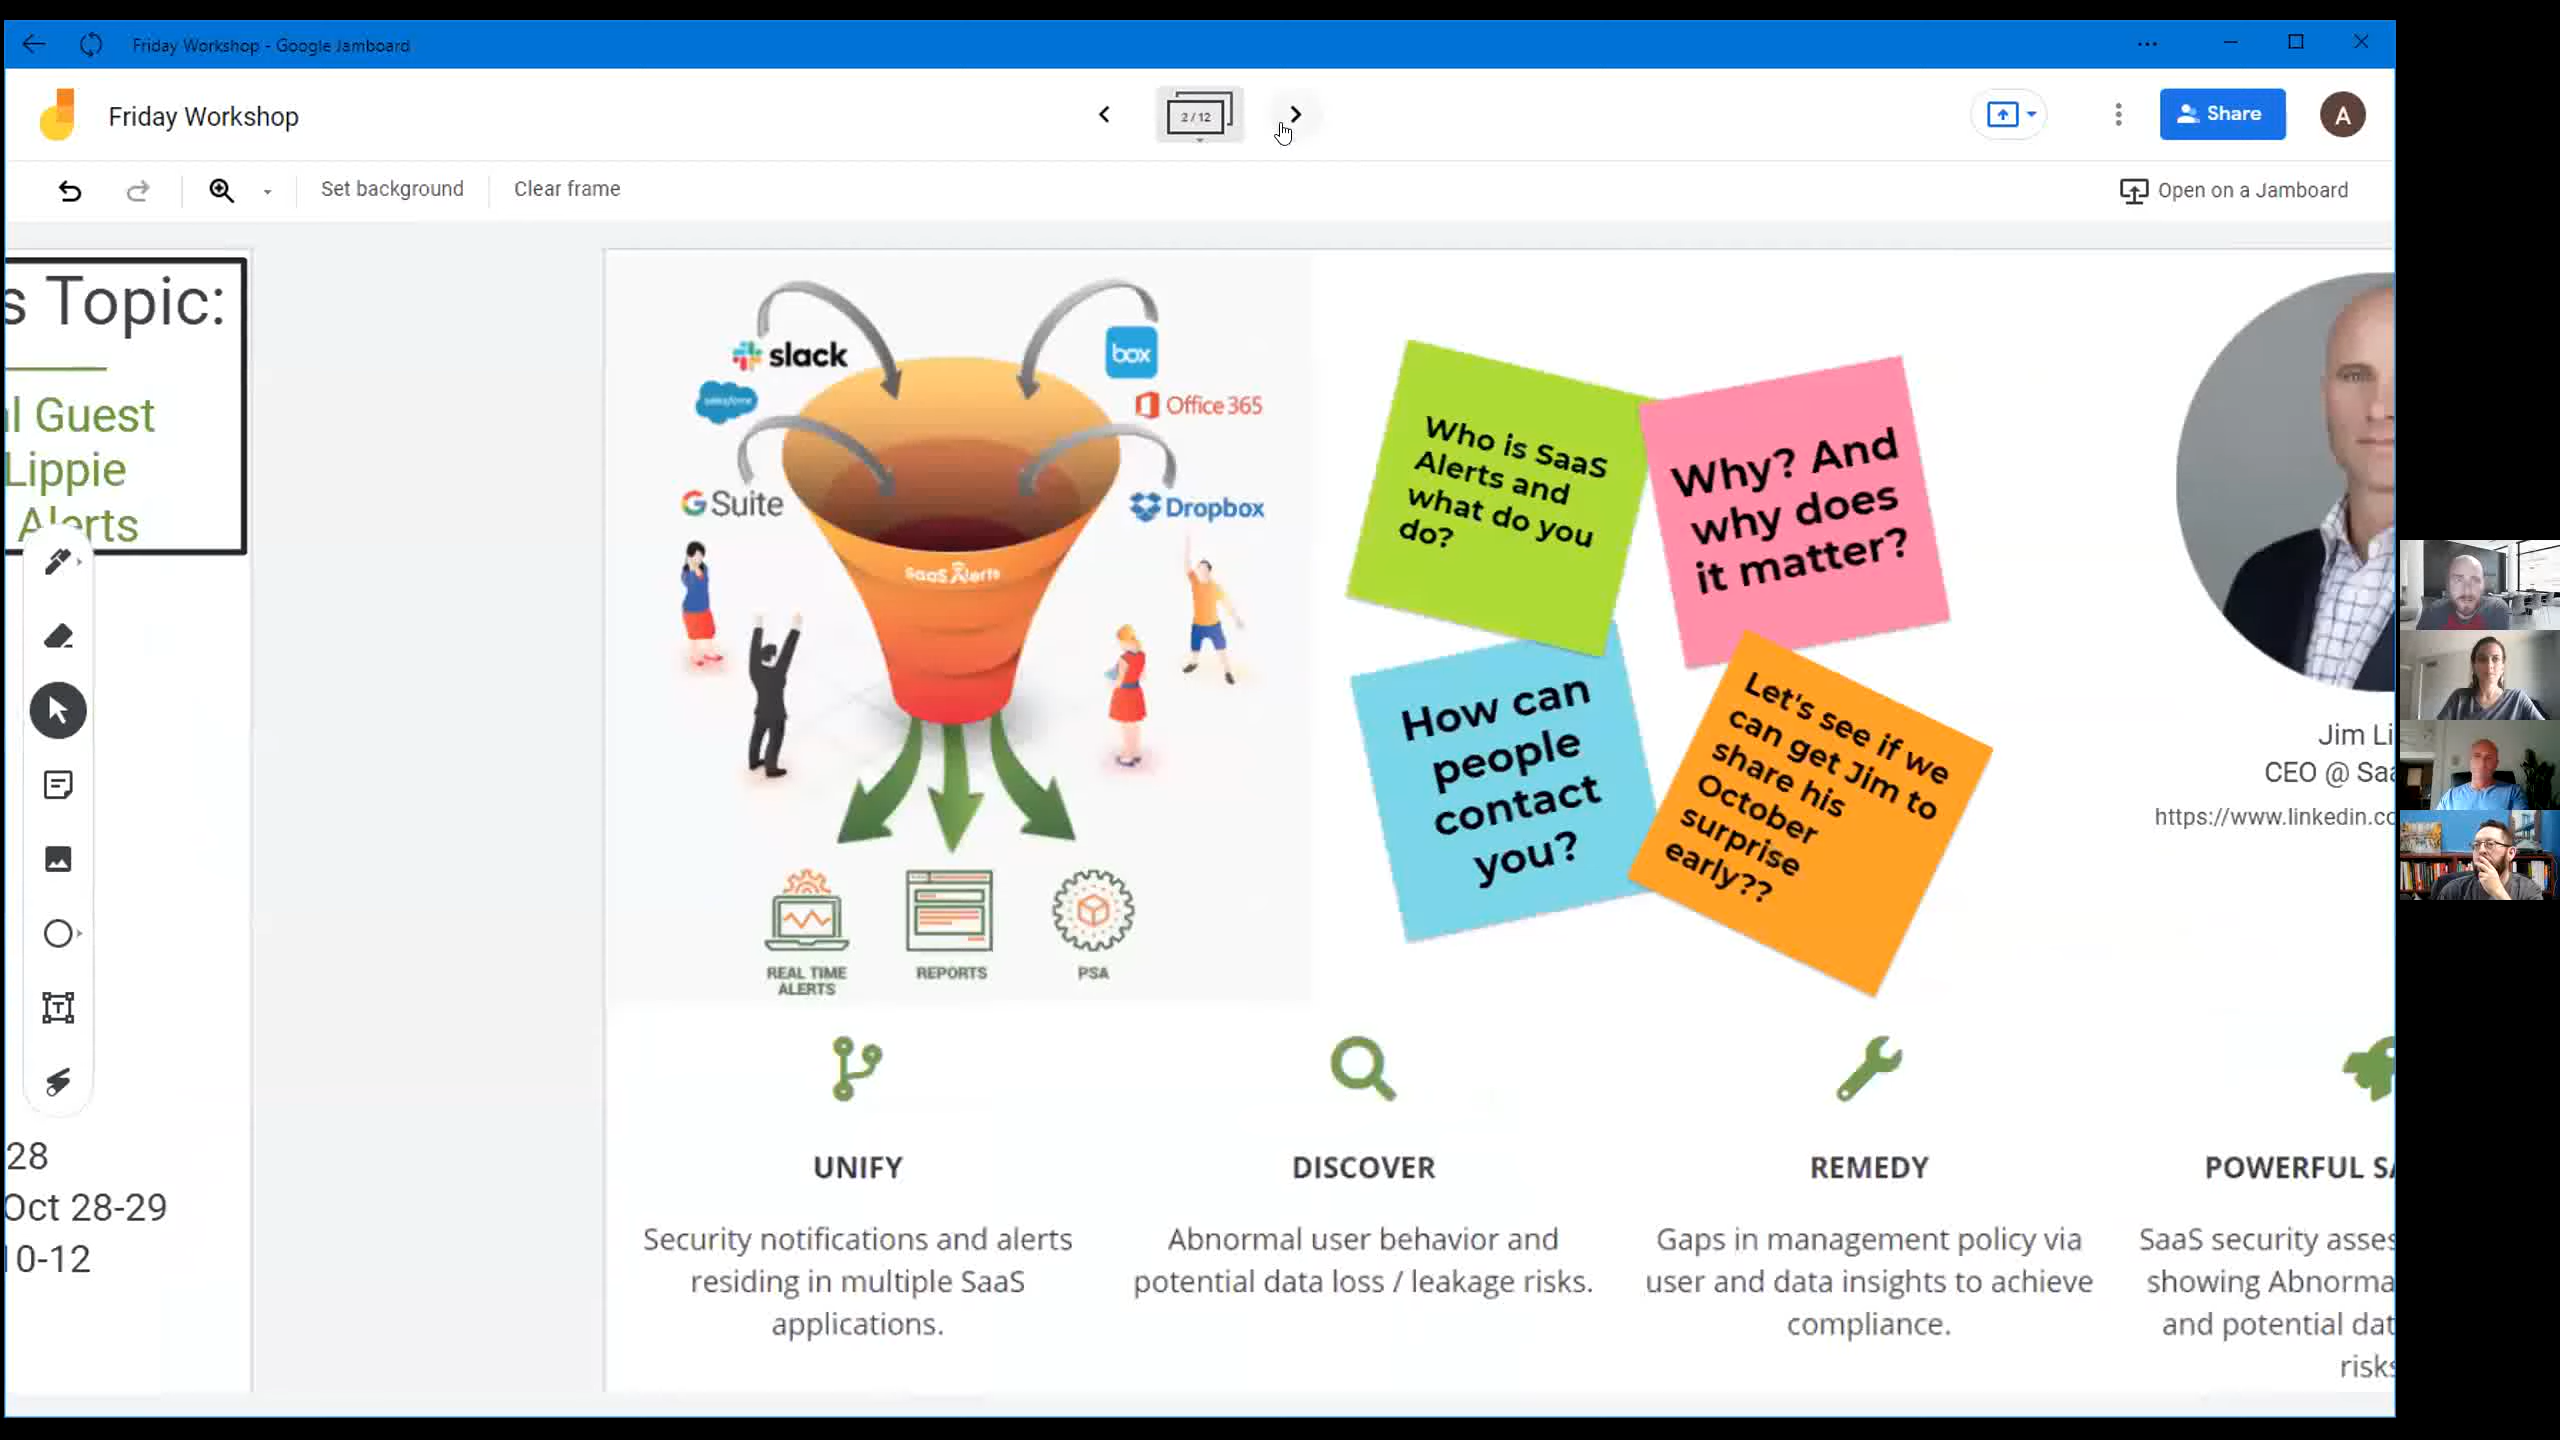 Friday Workshop - Google Jamboard
Friday Workshop
2 / 12
Share
A
Set background
Clear frame
Open on a Jamboard
s Topic:
al Guest
Lippie
Alerts
28
Oct 28-29
10-12
slack
salesforce
G Suite
box
Office 365
Dropbox
SaaS Alerts
REAL TIME
ALERTS
REPORTS
PSA
Who is SaaS
Alerts and
what do you
do?
Why? And
why does
it matter?
How can
people
contact
you?
Let's see if we
can get Jim to
share his
October
surprise
early??
Jim Li
CEO @ Saa
https://www.linkedin.co
UNIFY
Security notifications and alerts
residing in multiple SaaS
applications.
DISCOVER
Abnormal user behavior and
potential data loss / leakage risks.
REMEDY
Gaps in management policy via
user and data insights to achieve
compliance.
POWERFUL SA
SaaS security asses
showing Abnorma
and potential dat
risks